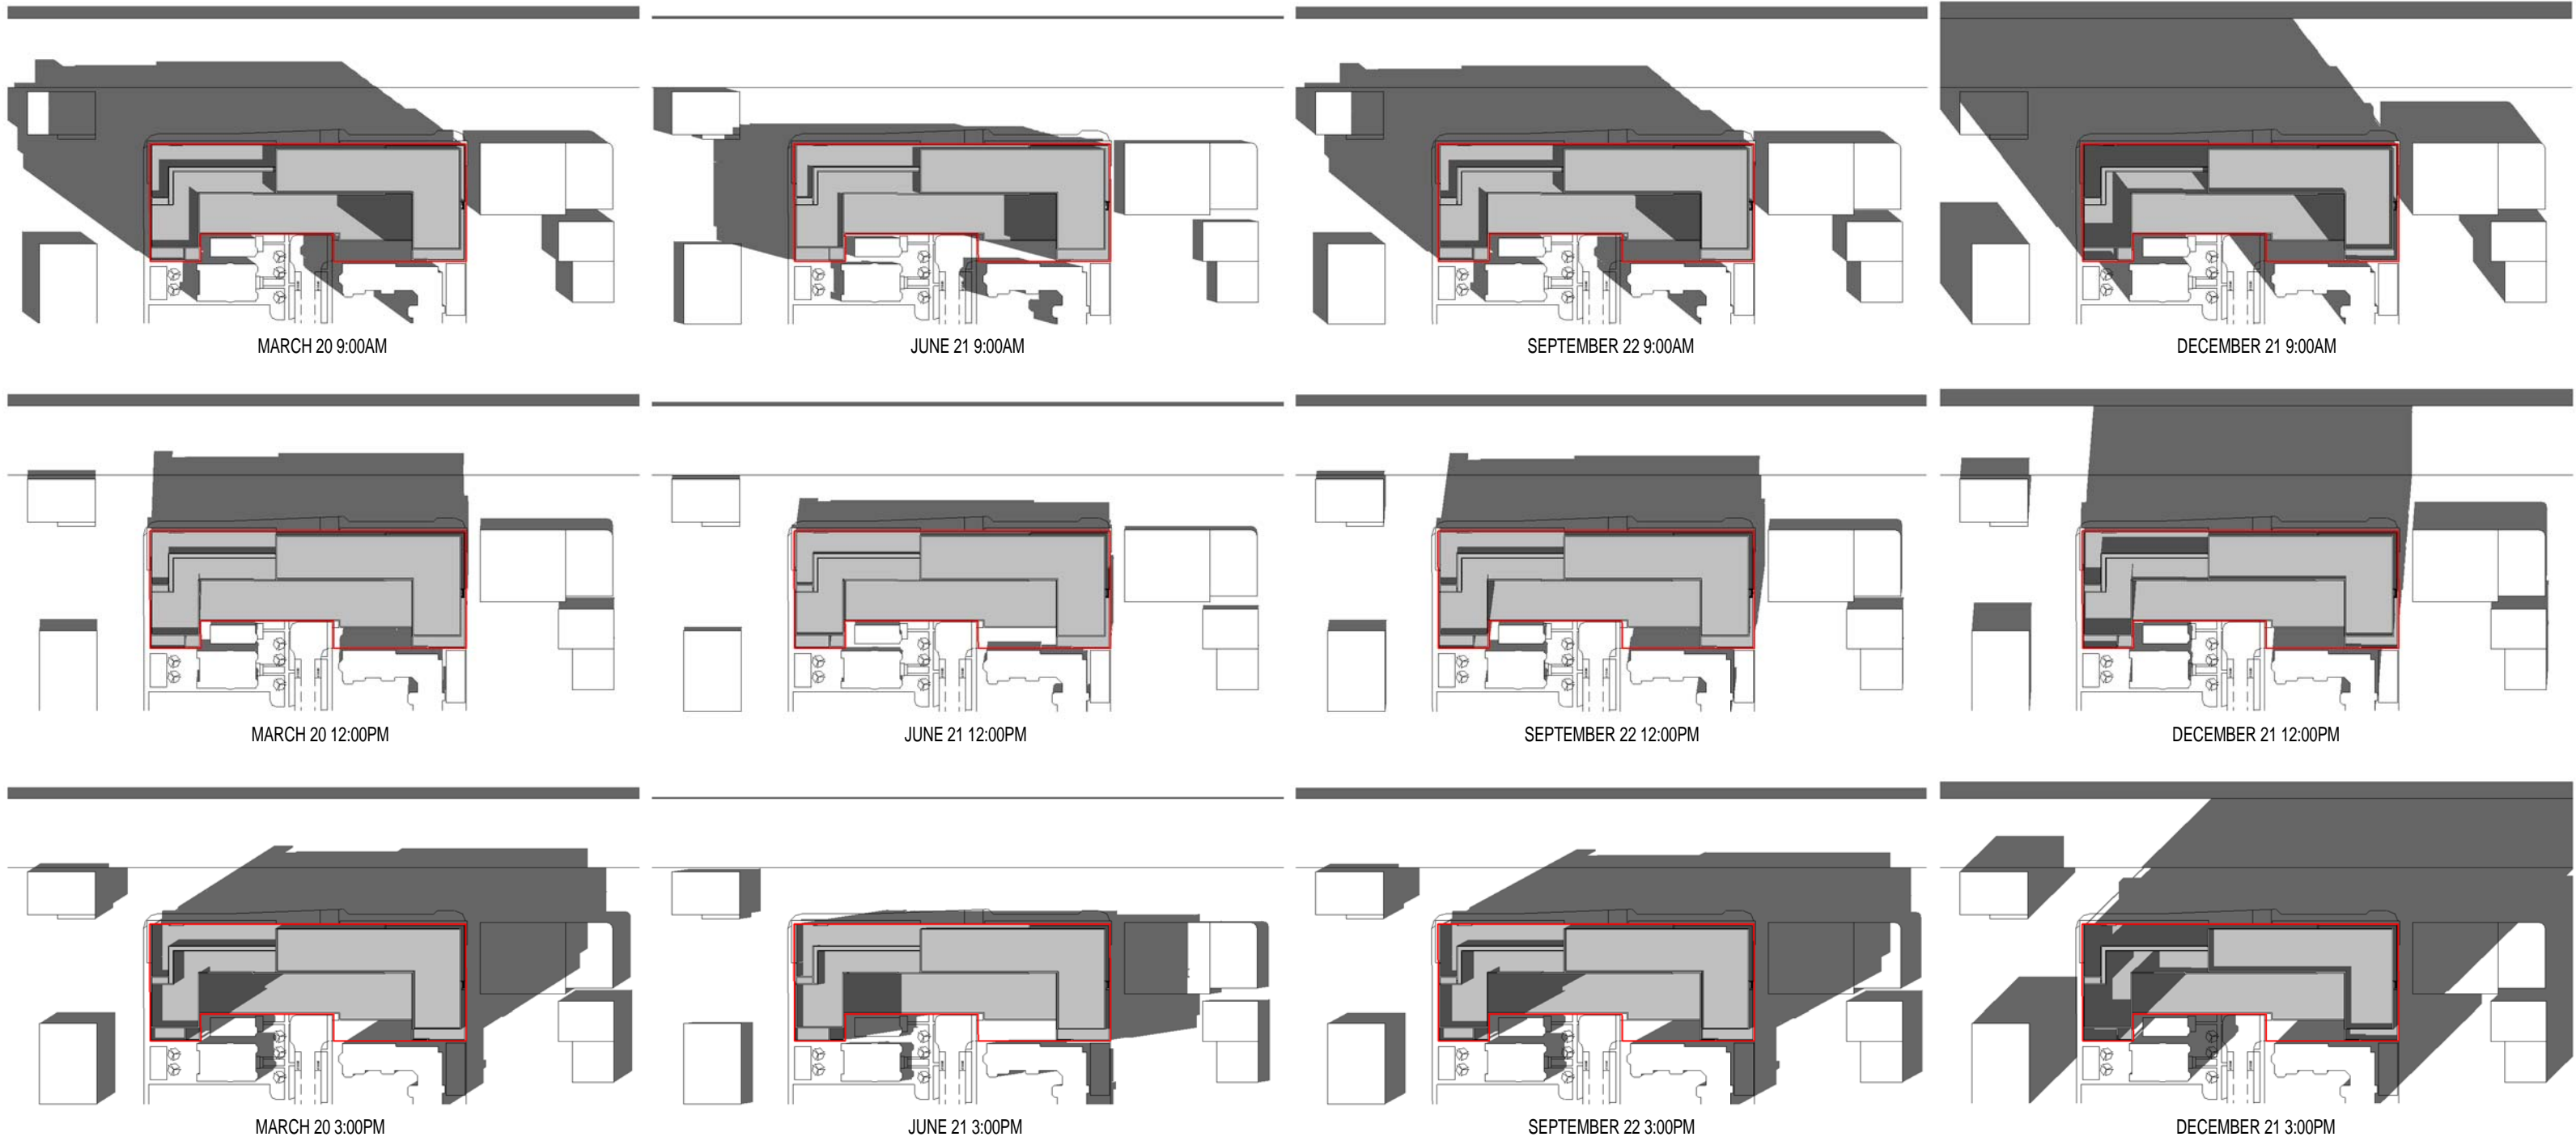 MARCH 20 9:00AM
JUNE 21 9:00AM
SEPTEMBER 22 9:00AM
DECEMBER 21 9:00AM
MARCH 20 12:00PM
JUNE 21 12:00PM
SEPTEMBER 22 12:00PM
DECEMBER 21 12:00PM
MARCH 20 3:00PM
JUNE 21 3:00PM
SEPTEMBER 22 3:00PM
DECEMBER 21 3:00PM